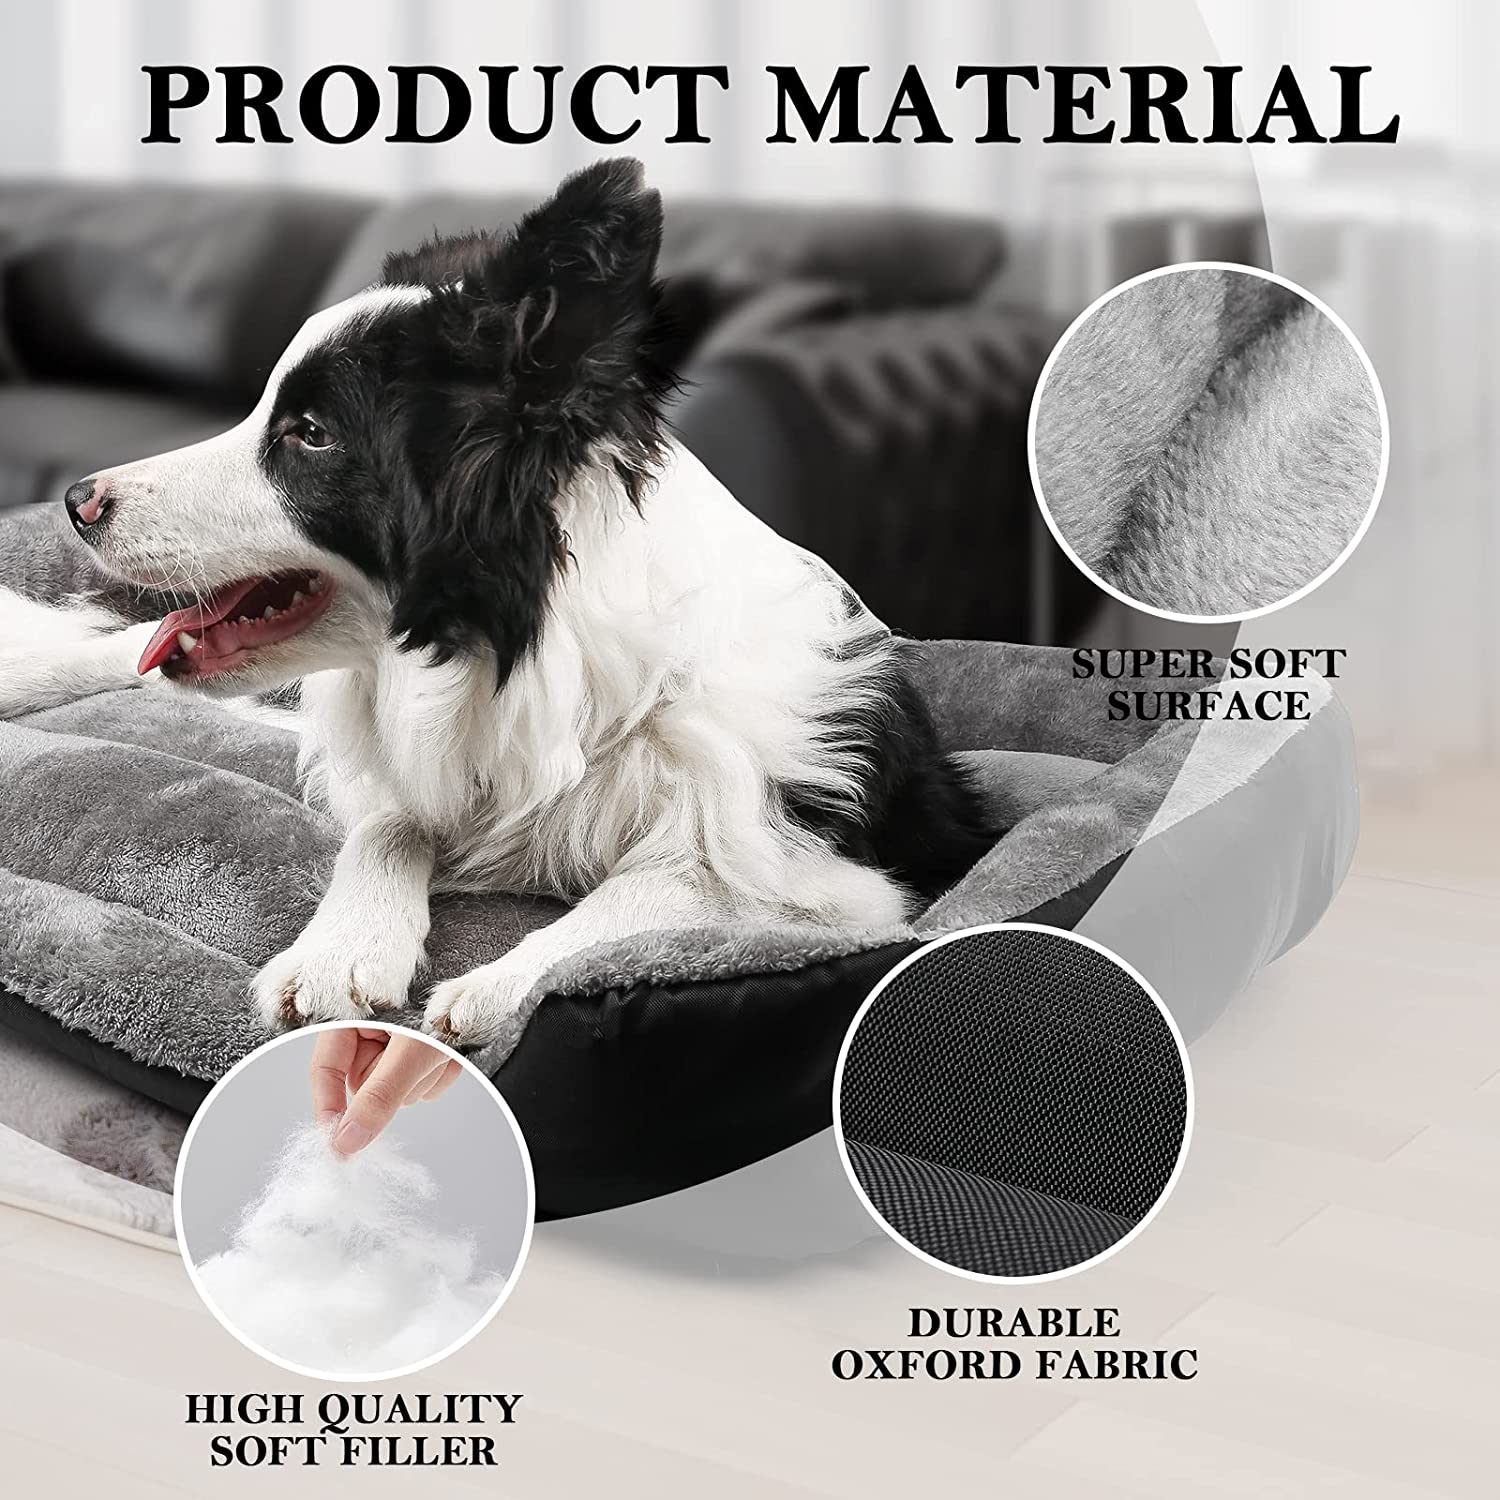 PRODUCT MATERIAL
SUPER SOFT
SURFACE
DURABLE
OXFORD FABRIC
HIGH QUALITY
SOFT FILLER